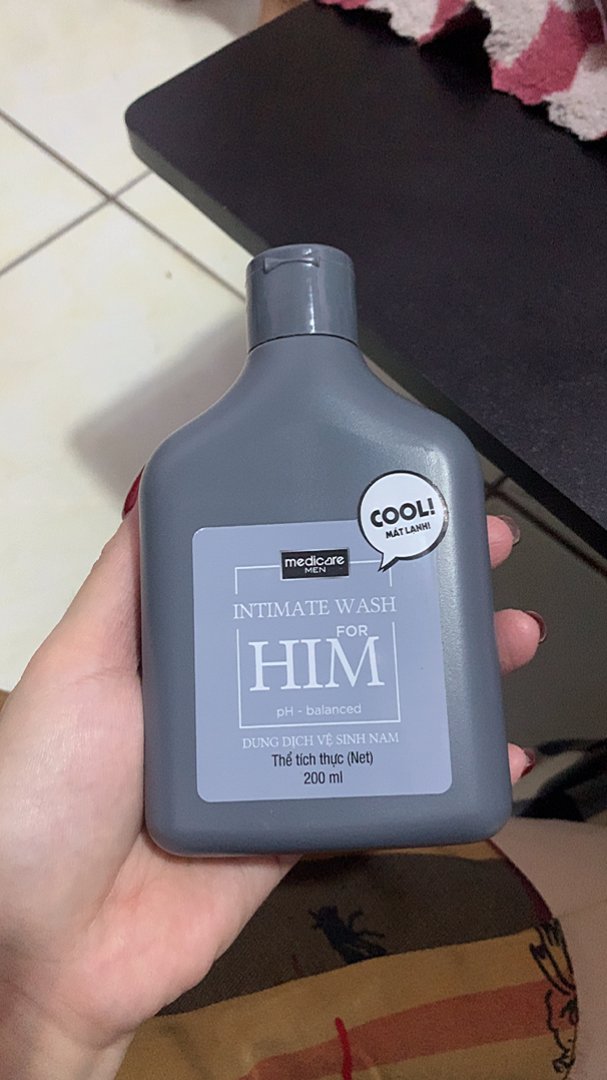 COOL!
MÁT LẠNH!
medicare
MEN
INTIMATE WASH
FOR
HIM
pH - balanced
DUNG DỊCH VỆ SINH NAM
Thể tích thực (Net)
200 ml